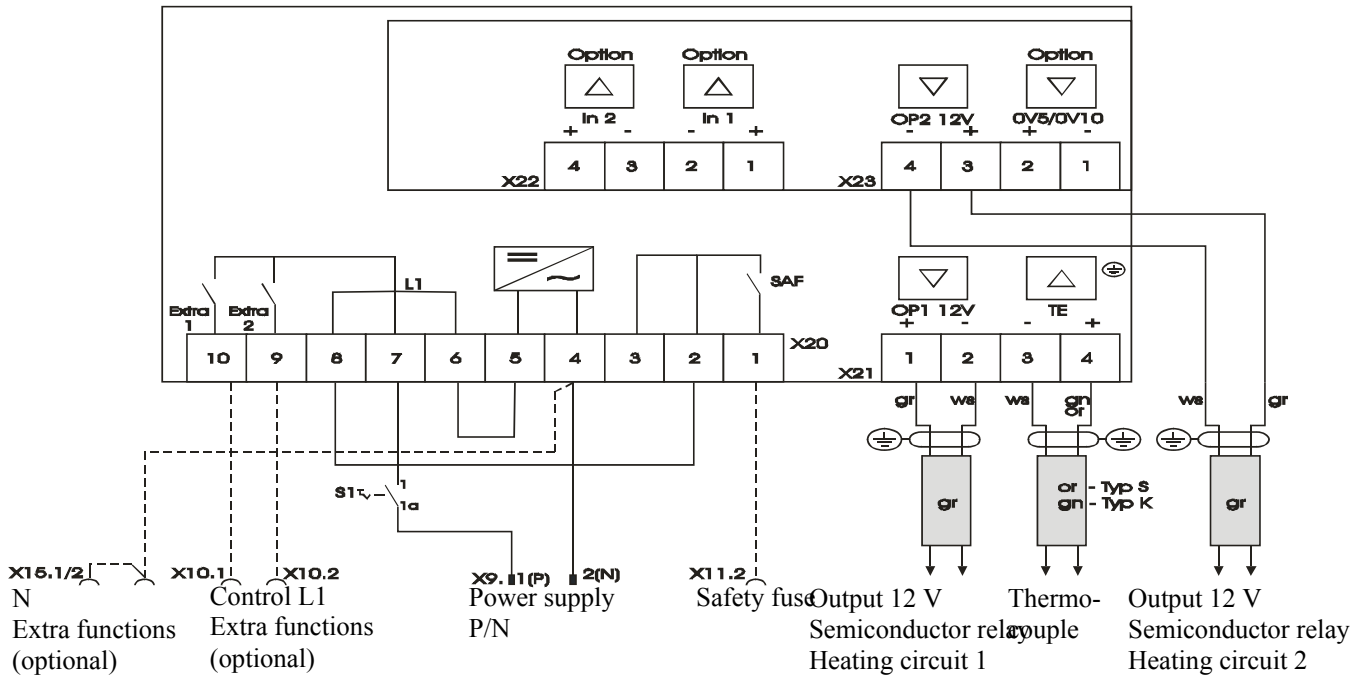 Option Option Option
In 2 In 1 OP2 12V 0V5/0V10
+ - - + - + + -
X22 4 3 2 1 X23 4 3 2 1
L1 SAF
Extra 1 Extra 2 OP1 12V TE
+ - - +
10 9 8 7 6 5 4 3 2 1 X20
X21 1 2 3 4
gr ws ws gn or ws gr
S1 1
1a
gr or - Typ S gr
gn - Typ K
X15.1/2 X10.1 X10.2 X9. 1(P) 2(N) X11.2
N
Extra functions
(optional)
Control L1
Extra functions
(optional)
Power supply
P/N
Safety fuse
Output 12 V
Semiconductor relay
Heating circuit 1
Thermo-
couple
Output 12 V
Semiconductor relay
Heating circuit 2